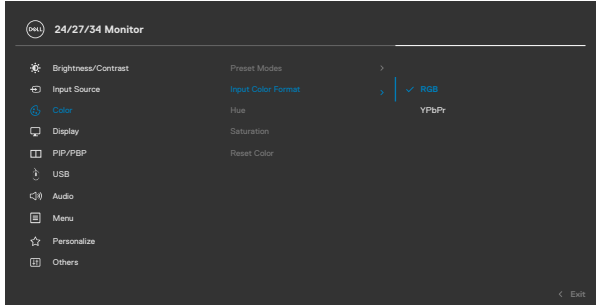 DELL 24/27/34 Monitor
Brightness/Contrast Preset Modes >
Input Source Input Color Format > ✓ RGB
Color Hue YPbPr
Display Saturation
PIP/PBP Reset Color
USB
Audio
Menu
Personalize
Others
< Exit